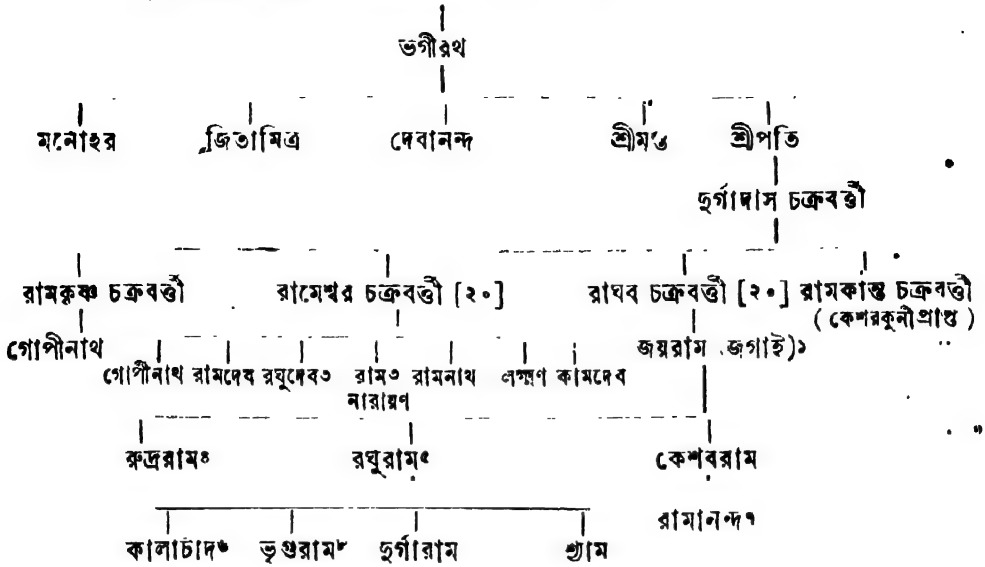 ভগীরথ
মনোহর জিতামিত্র দেবানন্দ শ্রীমন্ত শ্রীপতি
দুর্গাদাস চক্রবর্ত্তী
রামকৃষ্ণ চক্রবর্ত্তী রামেশ্বর চক্রবর্ত্তী [২০] রাঘব চক্রবর্ত্তী [২০] রামকান্ত চক্রবর্ত্তী
( কেশরকুনীপ্রাপ্ত )
গোপীনাথ জয়রাম জগাই)১
গোপীনাথ রামদেব রঘুদেব৩ রাম৩ রামনাথ লক্ষ্মণ কামদেব
নারায়ণ
রুদ্ররাম৪ রঘুরাম৫ কেশবরাম
রামানন্দ৭
কালাচাঁদ৬ ভৃগুরাম৮ দুর্গারাম শ্যাম